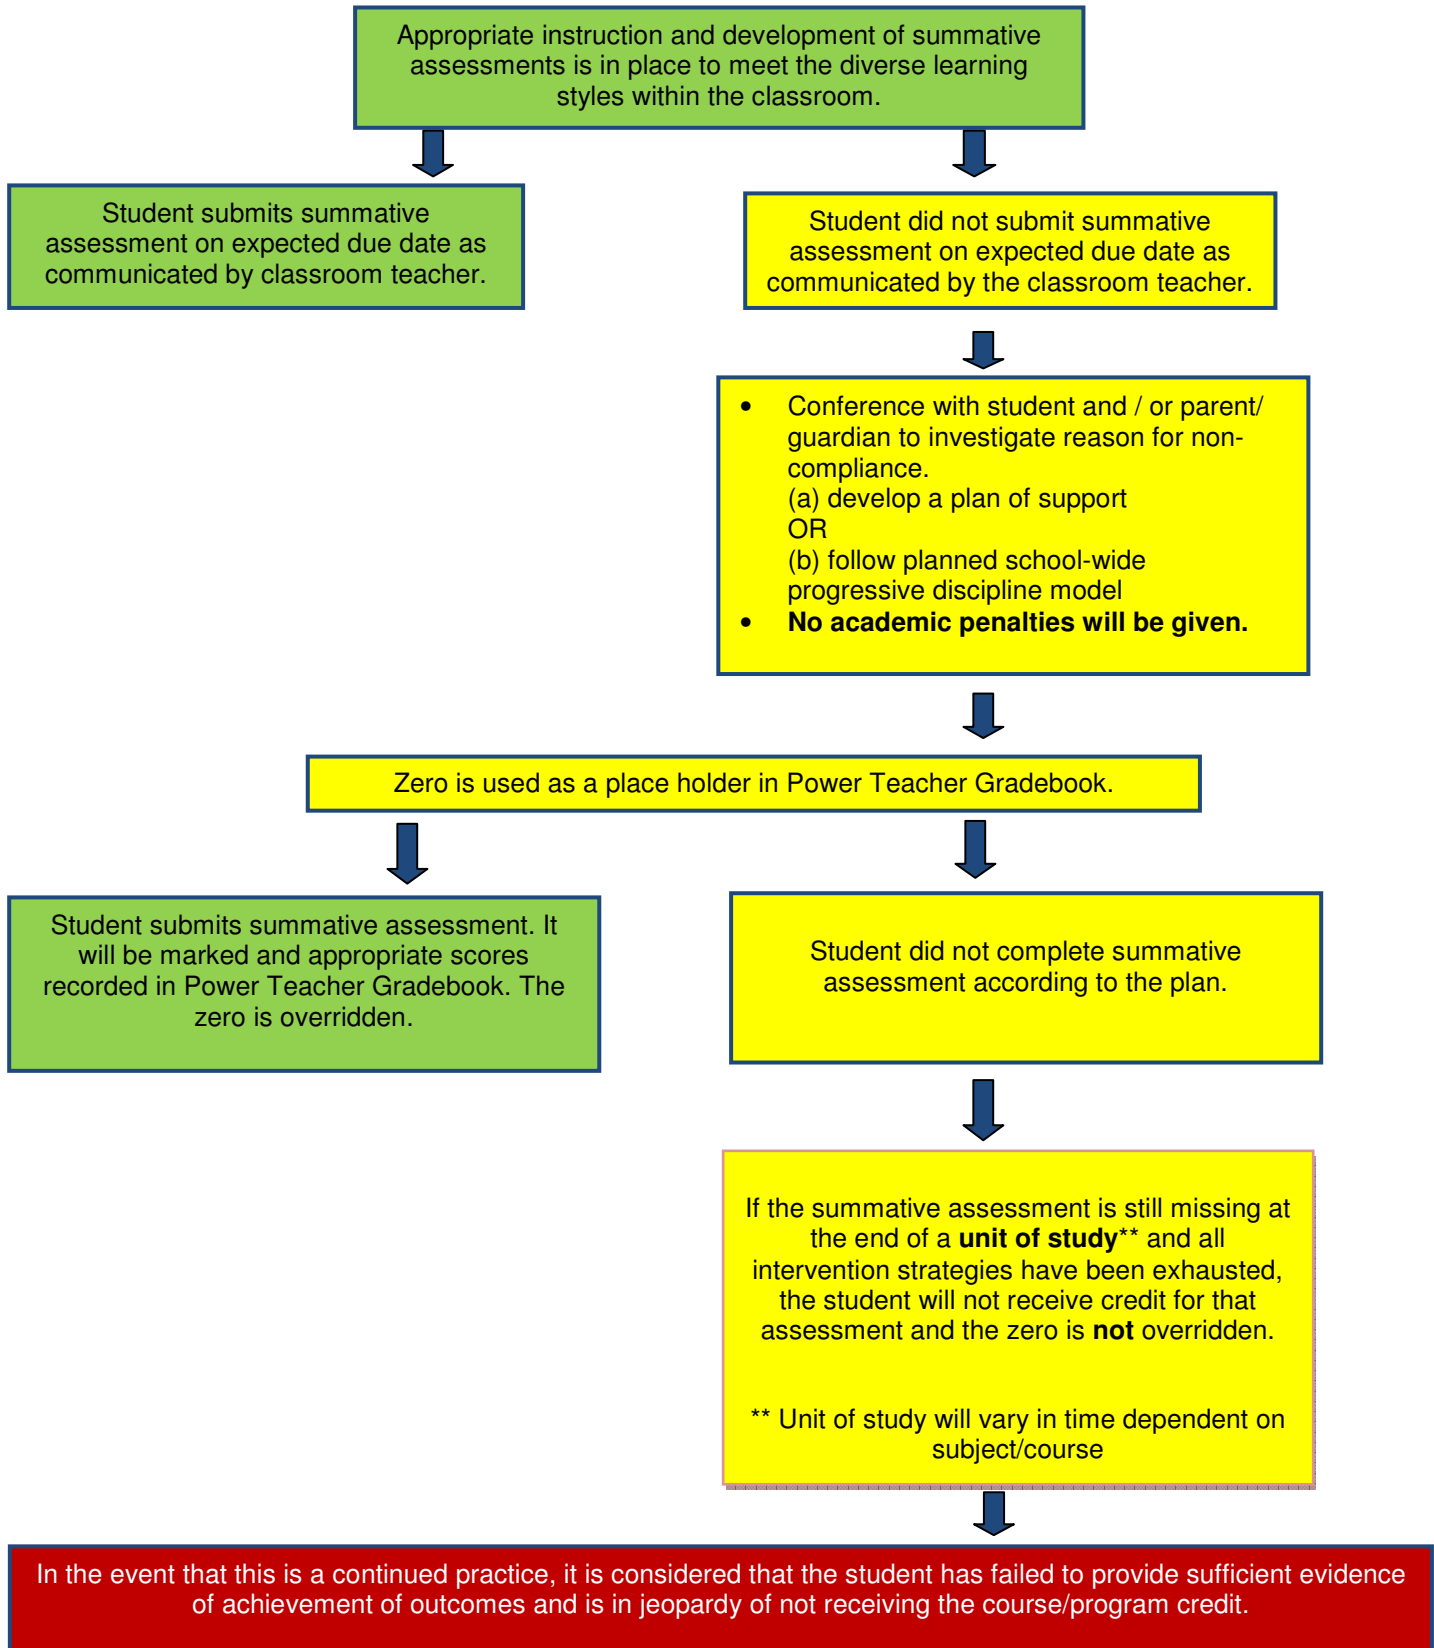 Appropriate instruction and development of summative
assessments is in place to meet the diverse learning
styles within the classroom.
Student submits summative
assessment on expected due date as
communicated by classroom teacher.
Student did not submit summative
assessment on expected due date as
communicated by the classroom teacher.
• Conference with student and / or parent/
guardian to investigate reason for non-
compliance.
(a) develop a plan of support
OR
(b) follow planned school-wide
progressive discipline model
• No academic penalties will be given.
Zero is used as a place holder in Power Teacher Gradebook.
Student submits summative assessment. It
will be marked and appropriate scores
recorded in Power Teacher Gradebook. The
zero is overridden.
Student did not complete summative
assessment according to the plan.
If the summative assessment is still missing at
the end of a unit of study** and all
intervention strategies have been exhausted,
the student will not receive credit for that
assessment and the zero is not overridden.
** Unit of study will vary in time dependent on
subject/course
In the event that this is a continued practice, it is considered that the student has failed to provide sufficient evidence
of achievement of outcomes and is in jeopardy of not receiving the course/program credit.